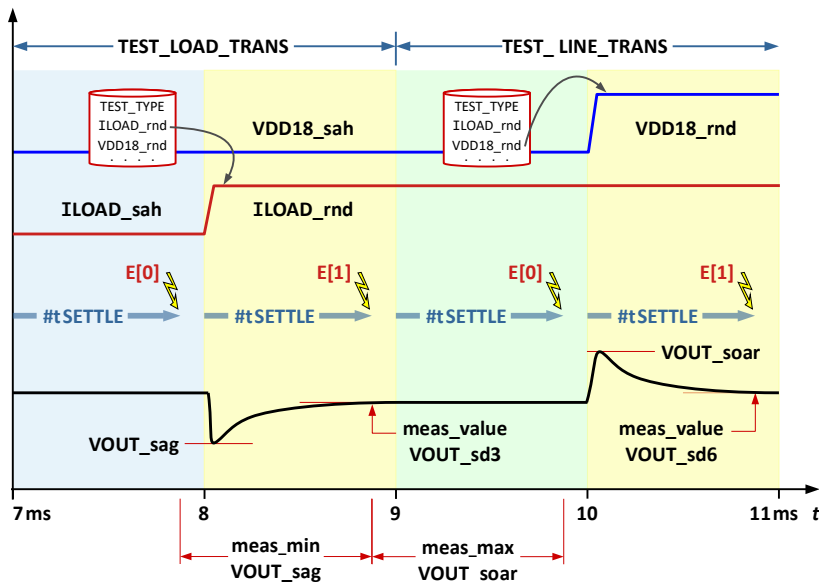 TEST_LOAD_TRANS
TEST_ LINE_TRANS
TEST_TYPE
ILOAD_rnd
VDD18_rnd
. . . .
VDD18_sah
TEST_TYPE
ILOAD_rnd
VDD18_rnd
. . . .
VDD18_rnd
ILOAD_sah
ILOAD_rnd
E[0]
E[1]
E[0]
E[1]
#tSETTLE
#tSETTLE
#tSETTLE
#tSETTLE
VOUT_soar
VOUT_sag
meas_value
VOUT_sd3
meas_value
VOUT_sd6
7ms
8
9
10
11ms
t
meas_min
VOUT_sag
meas_max
VOUT_soar